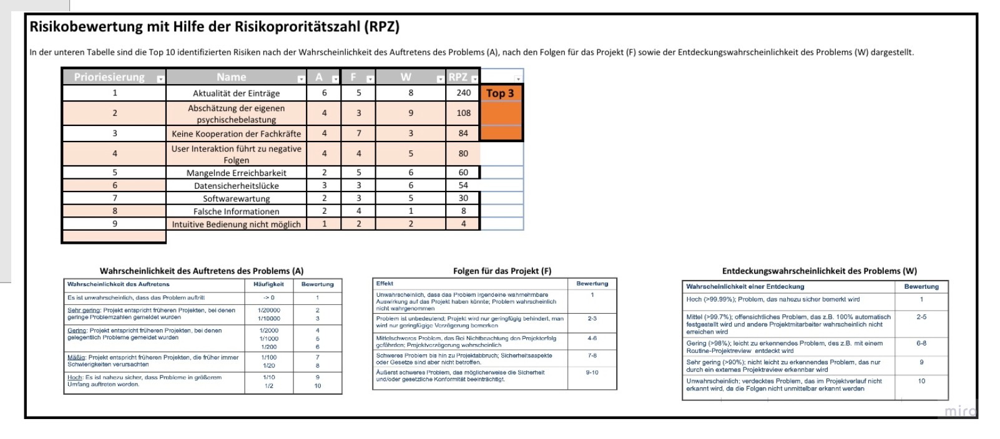 Risikobewertung mit Hilfe der Risikoproritätszahl (RPZ)
In der unteren Tabelle sind die Top 10 identifizierten Risiken nach der Wahrscheinlichkeit des Auftretens des Problems (A), nach den Folgen für das Projekt (F) sowie der Entdeckungswahrscheinlichkeit des Problems (W) dargestellt.
Prioriesierung Name A F W RPZ
1 Aktualität der Einträge 6 5 8 240 Top 3
2 Abschätzung der eigenen psychischebelastung 4 3 9 108
3 Keine Kooperation der Fachkräfte 4 7 3 84
4 User Interaktion führt zu negative Folgen 4 4 5 80
5 Mangelnde Erreichbarkeit 2 5 6 60
6 Datensicherheitslücke 3 3 6 54
7 Softwarewartung 2 3 5 30
8 Falsche Informationen 2 4 1 8
9 Intuitive Bedienung nicht möglich 1 2 2 4
Wahrscheinlichkeit des Auftretens des Problems (A)
Wahrscheinlichkeit des Auftretens Häufigkeit Bewertung
Es ist unwahrscheinlich, dass das Problem auftritt -> 0 1
Sehr gering: Projekt entspricht früheren Projekten, bei denen 1/20000 2
geringe Problemzahlen gemeldet wurden 1/10000 3
Gering: Projekt entspricht früheren Projekten, bei denen 1/2000 4
gelegentlich Probleme gemeldet wurden 1/1000 5
1/200 6
Mäßig: Projekt entspricht früheren Projekten, die früher immer 1/100 7
Schwierigkeiten verursachten 1/20 8
Hoch: Es ist nahezu sicher, dass Probleme in größerem 1/10 9
Umfang auftreten werden. 1/2 10
Folgen für das Projekt (F)
Effekt Bewertung
Unwahrscheinlich, dass das Problem irgendeine wahrnehmbare 1
Auswirkung auf das Projekt haben könnte; Problem wahrscheinlich
nicht wahrgenommen
Problem ist unbedeutend; Projekt wird nur geringfügig behindert, man 2-3
wird nur geringfügige Verzögerung bemerken
Mittelschweres Problem, das Bei Nichtbeachtung den Projekterfolg 4-6
gefährden; Projektverzögerung wahrscheinlich
Schweres Problem bis hin zu Projektabbruch; Sicherheitsaspekte 7-8
oder Gesetze sind aber nicht betroffen.
Äußerst schweres Problem, das möglicherweise die Sicherheit 9-10
und/oder gesetzliche Konformität beeinträchtigt.
Entdeckungswahrscheinlichkeit des Problems (W)
Wahrscheinlichkeit einer Entdeckung Bewertung
Hoch (>99.99%); Problem, das nahezu sicher bemerkt wird 1
Mittel (>99.7%); offensichtliches Problem, das z.B. 100% automatisch 2-5
festgestellt wird und andere Projektmitarbeiter wahrscheinlich nicht
erreichen wird
Gering (>98%); leicht zu erkennendes Problem, des z.B. mit einem 6-8
Routine-Projektreview entdeckt wird
Sehr gering (>90%); nicht leicht zu erkennendes Problem, das nur 9
durch ein externes Projektreview erkennbar wird
Unwahrscheinlich; verdecktes Problem, das im Projektverlauf nicht 10
erkannt wird, da die Folgen nicht unmittelbar erkannt werden
miro